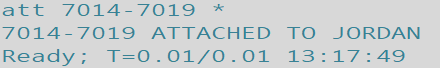 att 7014-7019 *
7014-7019 ATTACHED TO JORDAN
Ready; T=0.01/0.01 13:17:49